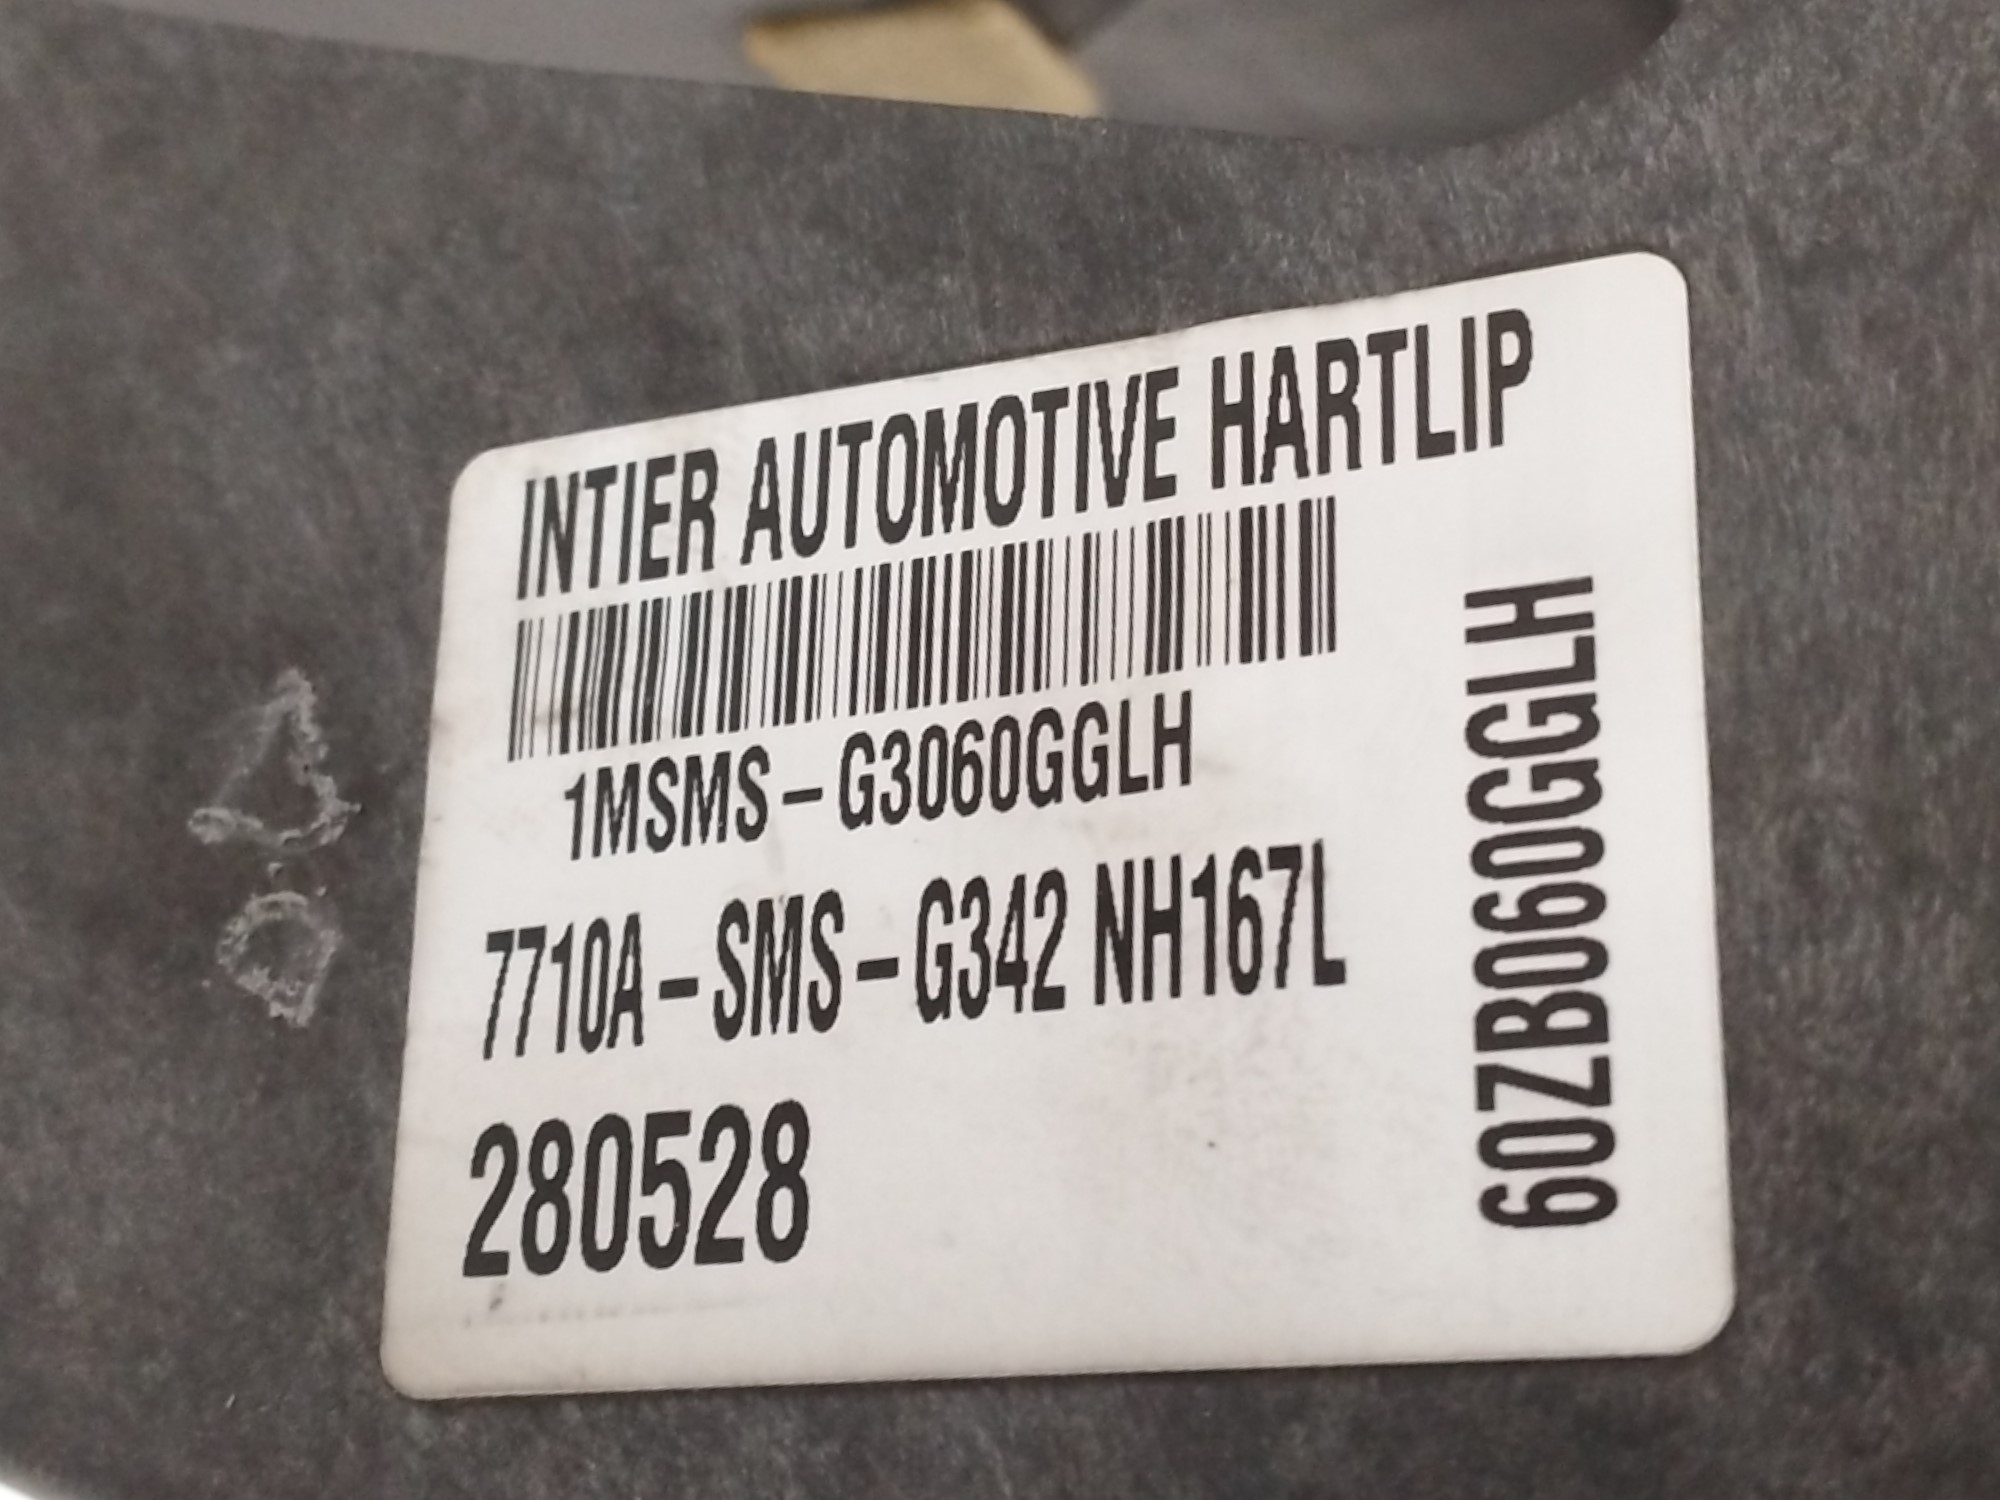 INTIER AUTOMOTIVE HARTLIP
1MSMS-G3060GGLH
7710A-SMS-G342 NH167L
280528
60ZB060GGLH